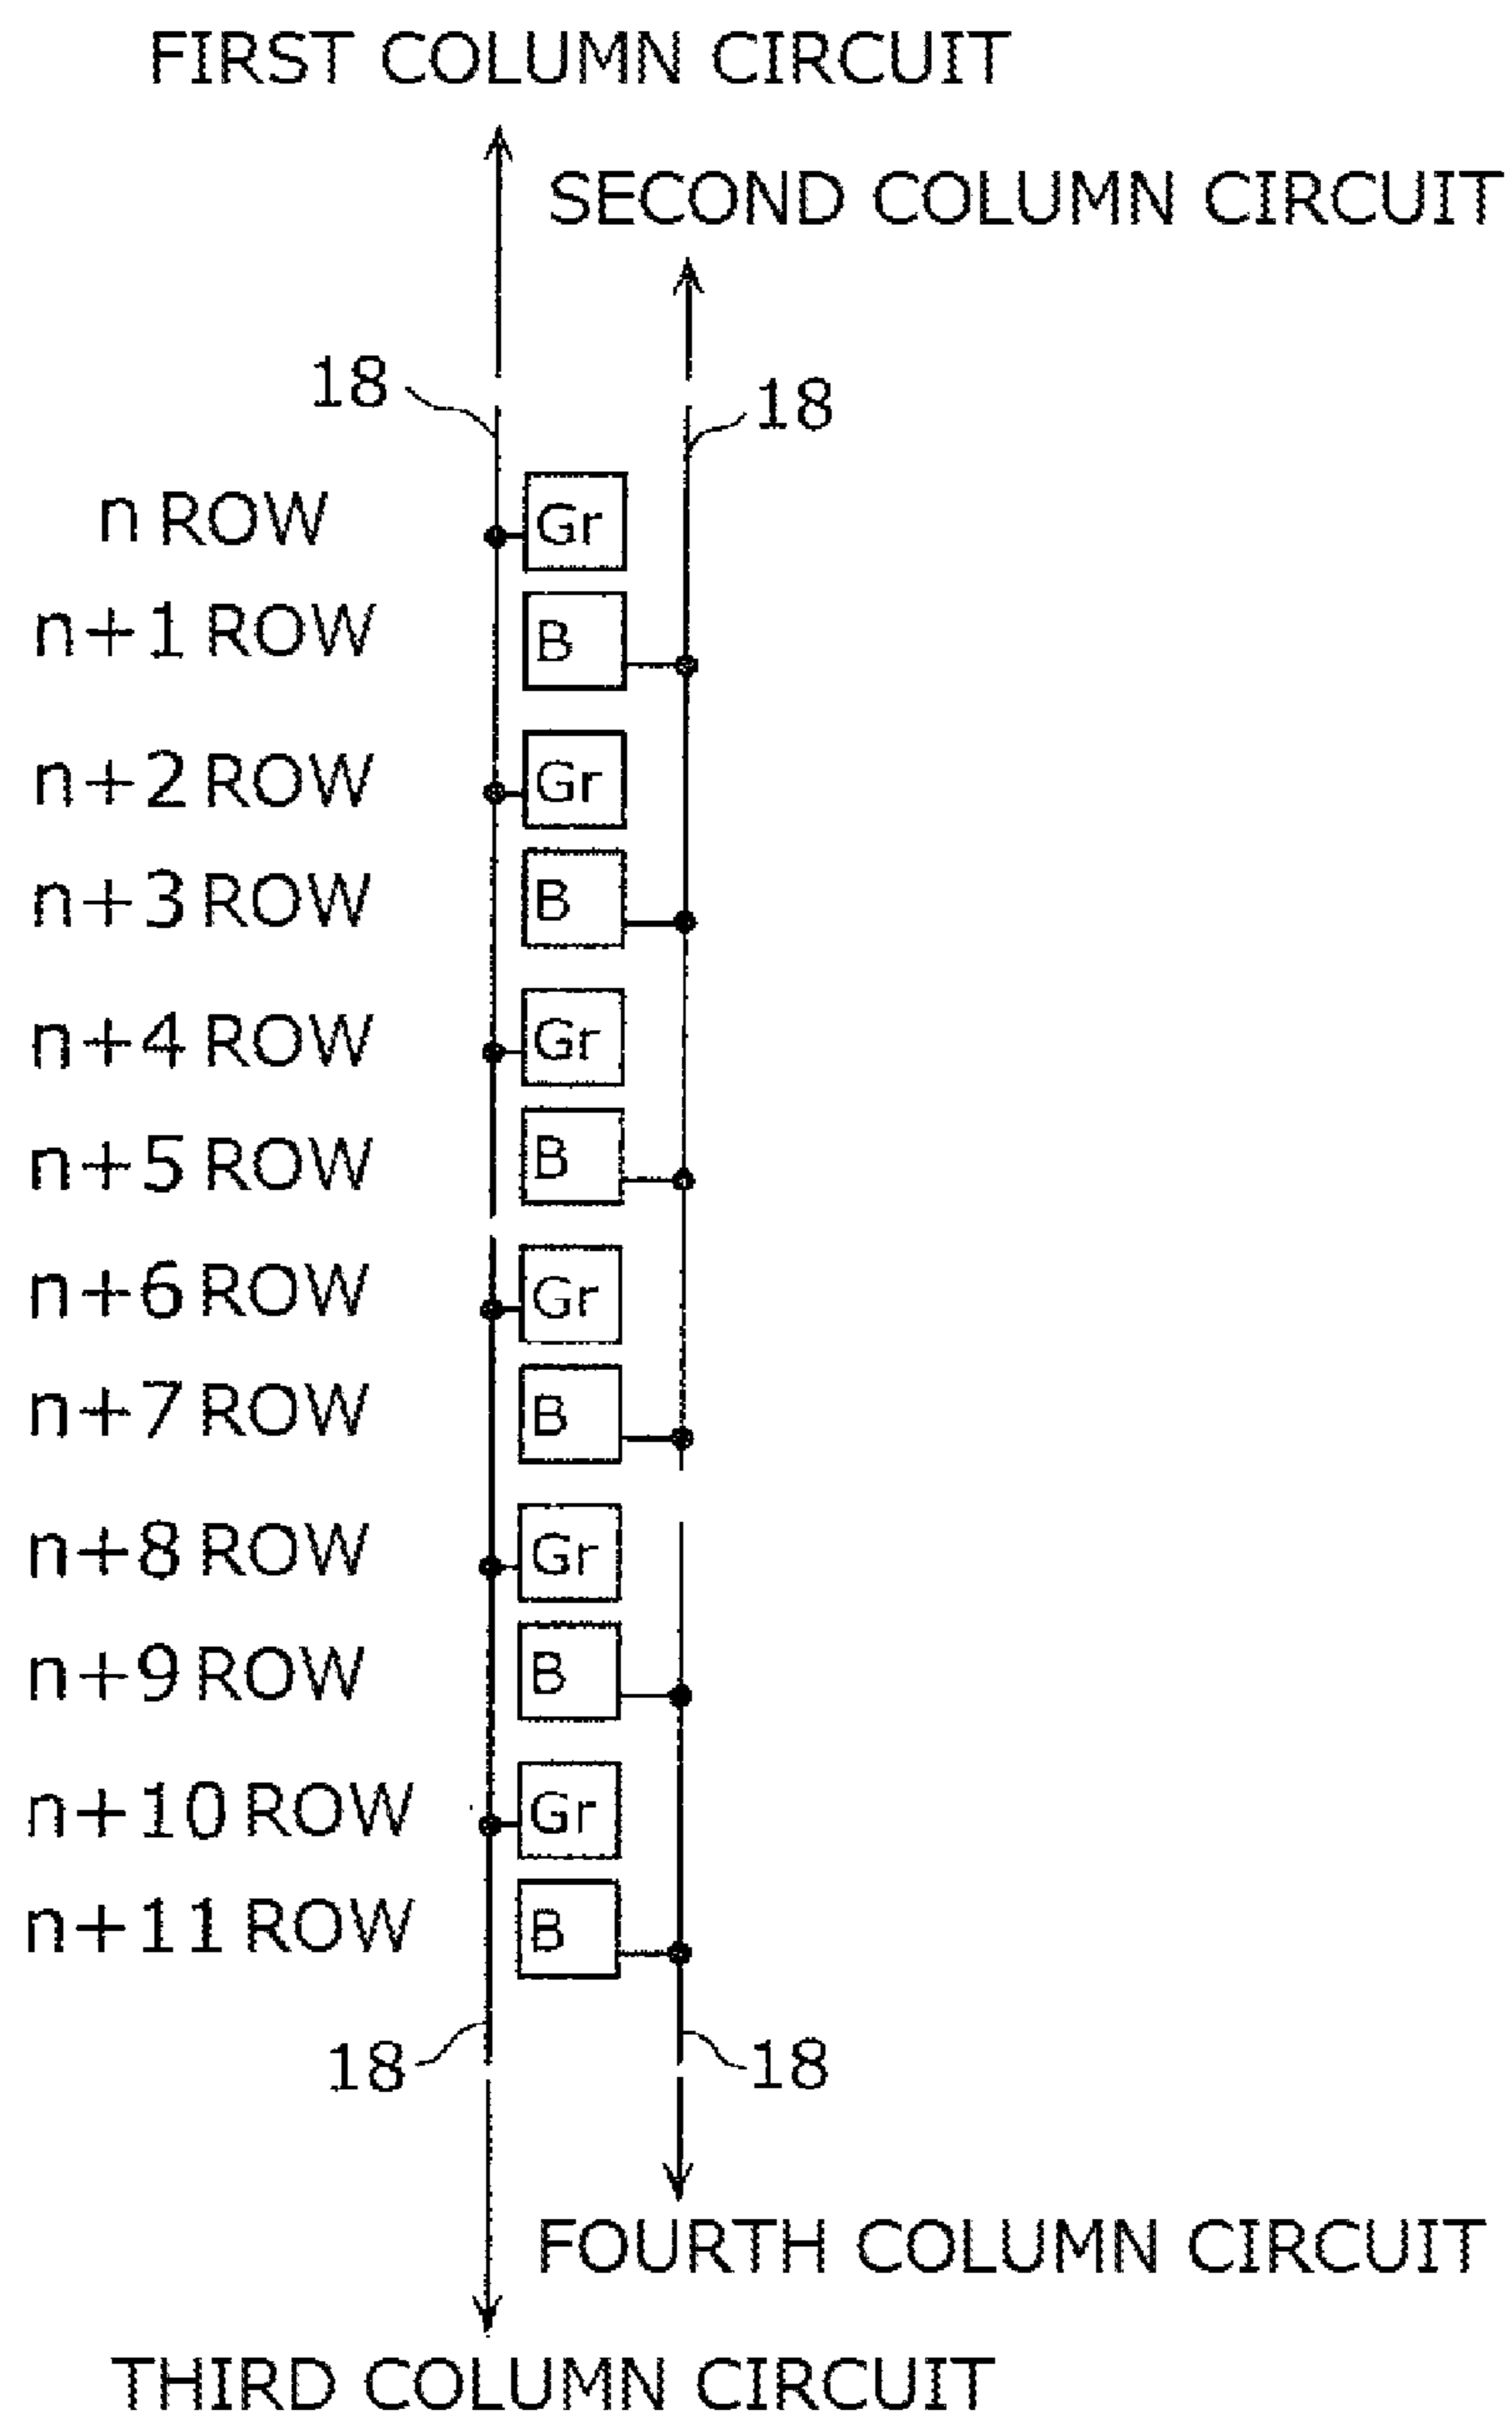 FIRST COLUMN CIRCUIT
SECOND COLUMN CIRCUIT
18
18
n ROW Gr
n+1 ROW B
n+2 ROW Gr
n+3 ROW B
n+4 ROW Gr
n+5 ROW B
n+6 ROW Gr
n+7 ROW B
n+8 ROW Gr
n+9 ROW B
n+10 ROW Gr
n+11 ROW B
18
18
FOURTH COLUMN CIRCUIT
THIRD COLUMN CIRCUIT